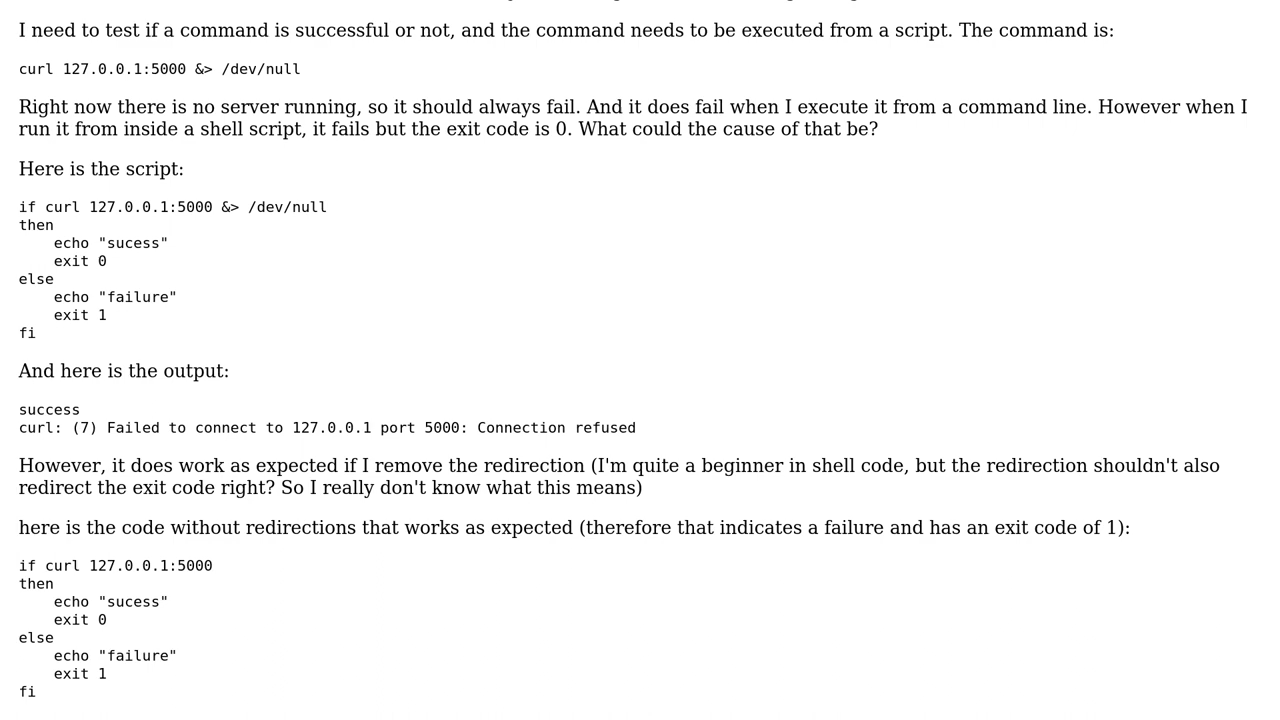 I need to test if a command is successful or not, and the command needs to be executed from a script. The command is:
curl 127.0.0.1:5000 &> /dev/null
Right now there is no server running, so it should always fail. And it does fail when I execute it from a command line. However when I
run it from inside a shell script, it fails but the exit code is 0. What could the cause of that be?
Here is the script:
if curl 127.0.0.1:5000 &> /dev/null
then
    echo "sucess"
    exit 0
else
    echo "failure"
    exit 1
fi
And here is the output:
success
curl: (7) Failed to connect to 127.0.0.1 port 5000: Connection refused
However, it does work as expected if I remove the redirection (I'm quite a beginner in shell code, but the redirection shouldn't also
redirect the exit code right? So I really don't know what this means)
here is the code without redirections that works as expected (therefore that indicates a failure and has an exit code of 1):
if curl 127.0.0.1:5000
then
    echo "sucess"
    exit 0
else
    echo "failure"
    exit 1
fi